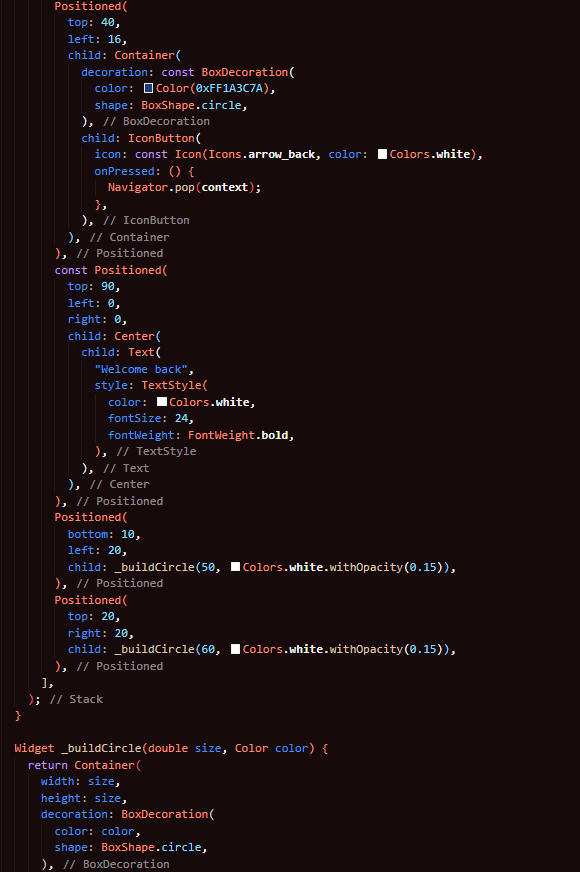 Positioned(
top: 40,
left: 16,
child: Container(
decoration: const BoxDecoration(
color: Color(0xFF1A3C7A),
shape: BoxShape.circle,
), // BoxDecoration
child: IconButton(
icon: const Icon(Icons.arrow_back, color: Colors.white),
onPressed: () {
Navigator.pop(context);
},
), // IconButton
), // Container
), // Positioned
const Positioned(
top: 90,
left: 0,
right: 0,
child: Center(
child: Text(
"Welcome back",
style: TextStyle(
color: Colors.white,
fontSize: 24,
fontWeight: FontWeight.bold,
), // TextStyle
), // Text
), // Center
), // Positioned
Positioned(
bottom: 10,
left: 20,
child: _buildCircle(50, Colors.white.withOpacity(0.15)),
), // Positioned
Positioned(
top: 20,
right: 20,
child: _buildCircle(60, Colors.white.withOpacity(0.15)),
), // Positioned
],
); // Stack
}
Widget _buildCircle(double size, Color color) {
return Container(
width: size,
height: size,
decoration: BoxDecoration(
color: color,
shape: BoxShape.circle,
), // BoxDecoration